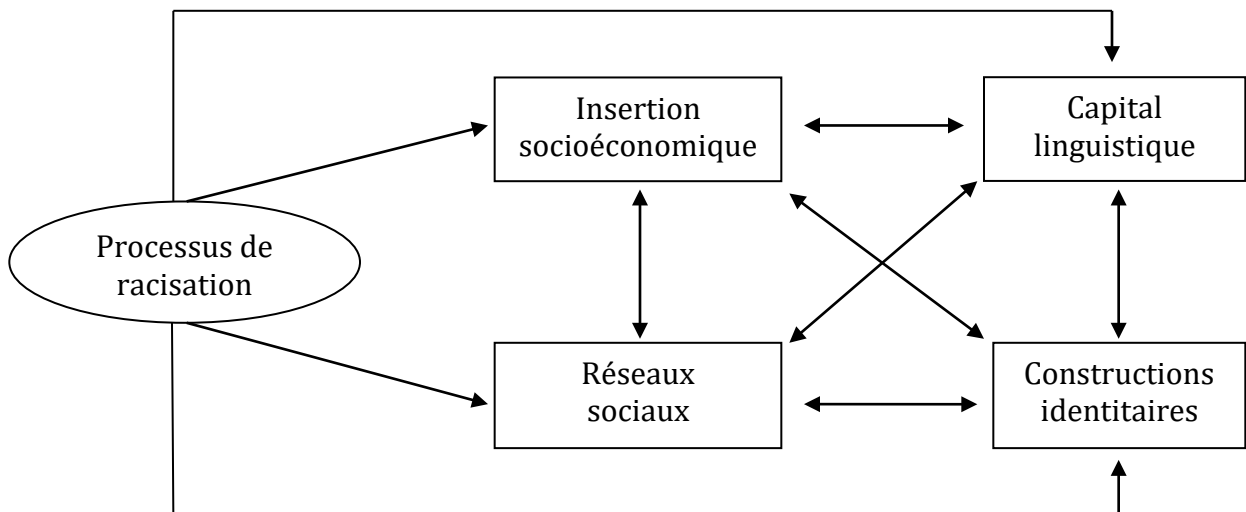 Insertion
socioéconomique
Capital
linguistique
Processus de
racisation
Réseaux
sociaux
Constructions
identitaires